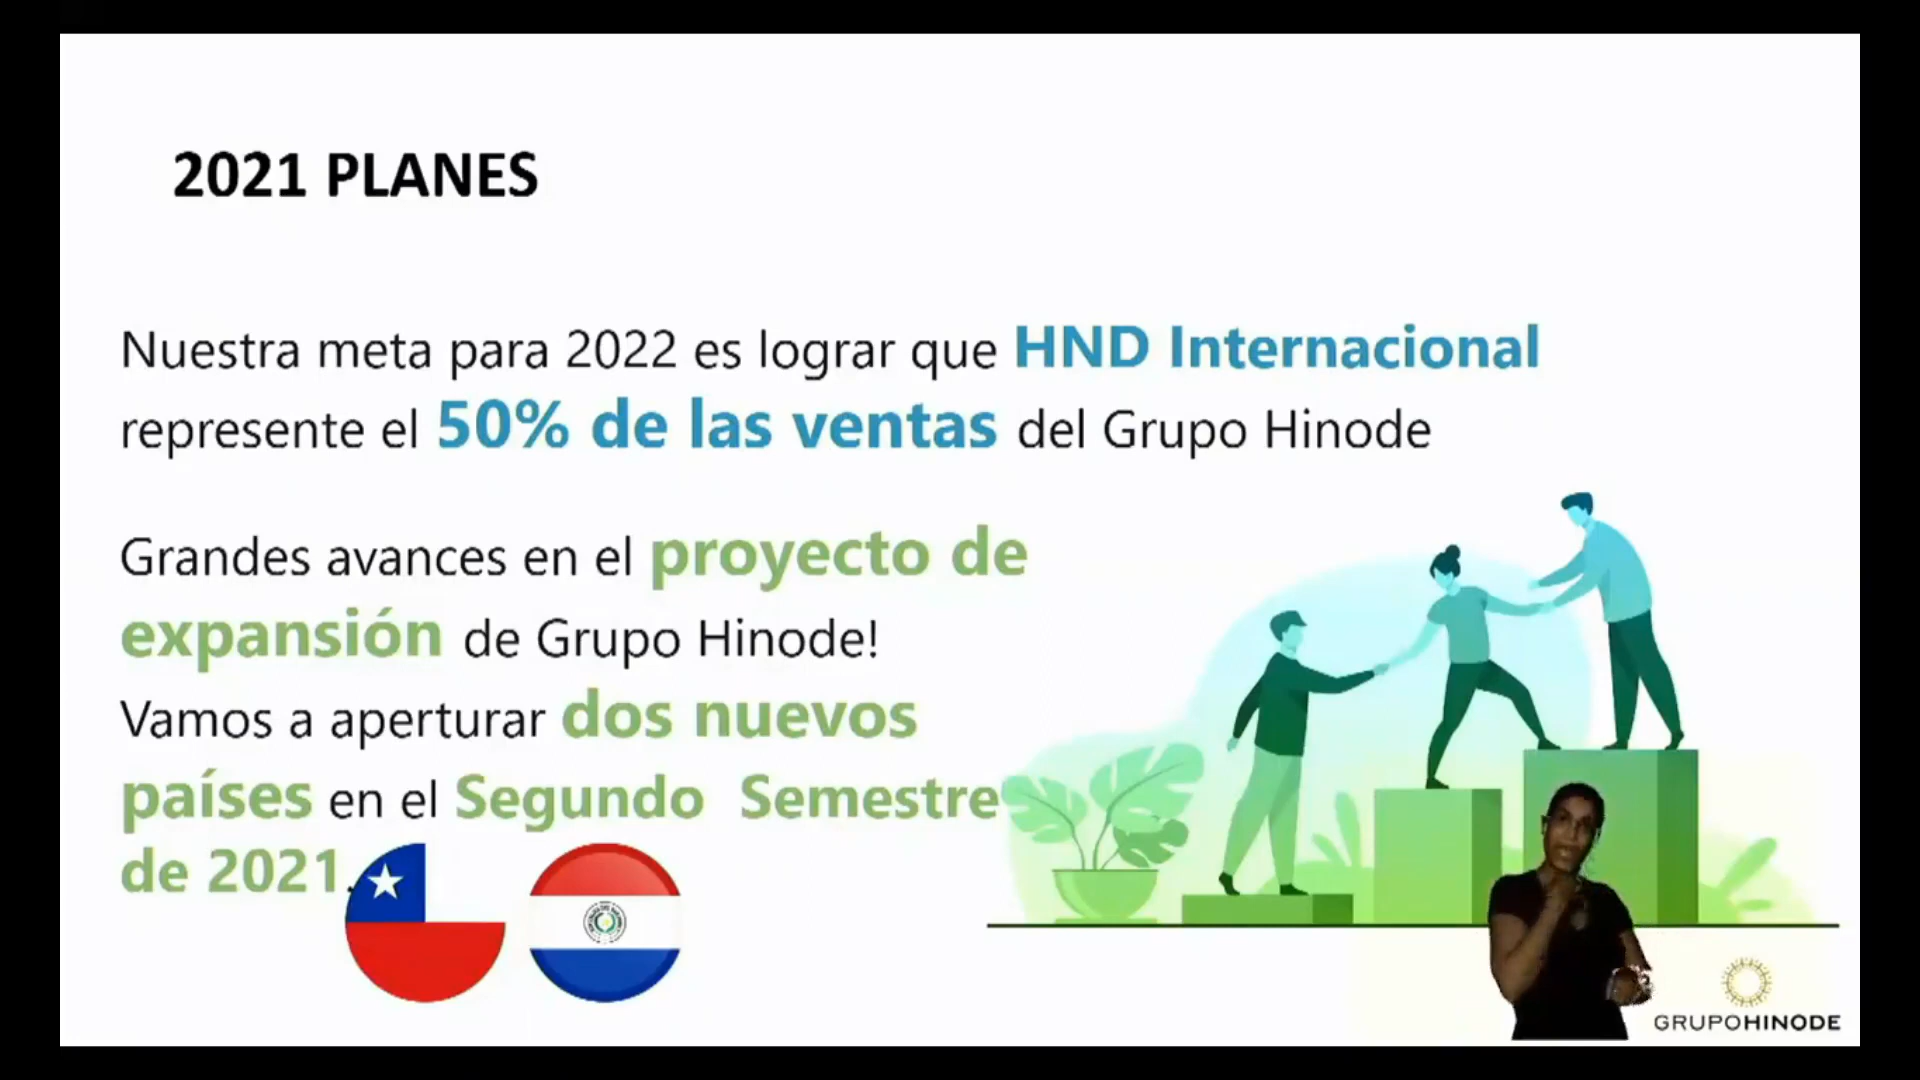 2021 PLANES
Nuestra meta para 2022 es lograr que HND Internacional
represente el 50% de las ventas del Grupo Hinode
Grandes avances en el proyecto de
expansión de Grupo Hinode!
Vamos a aperturar dos nuevos
países en el Segundo Semestre
de 2021.
GRUPOHINODE